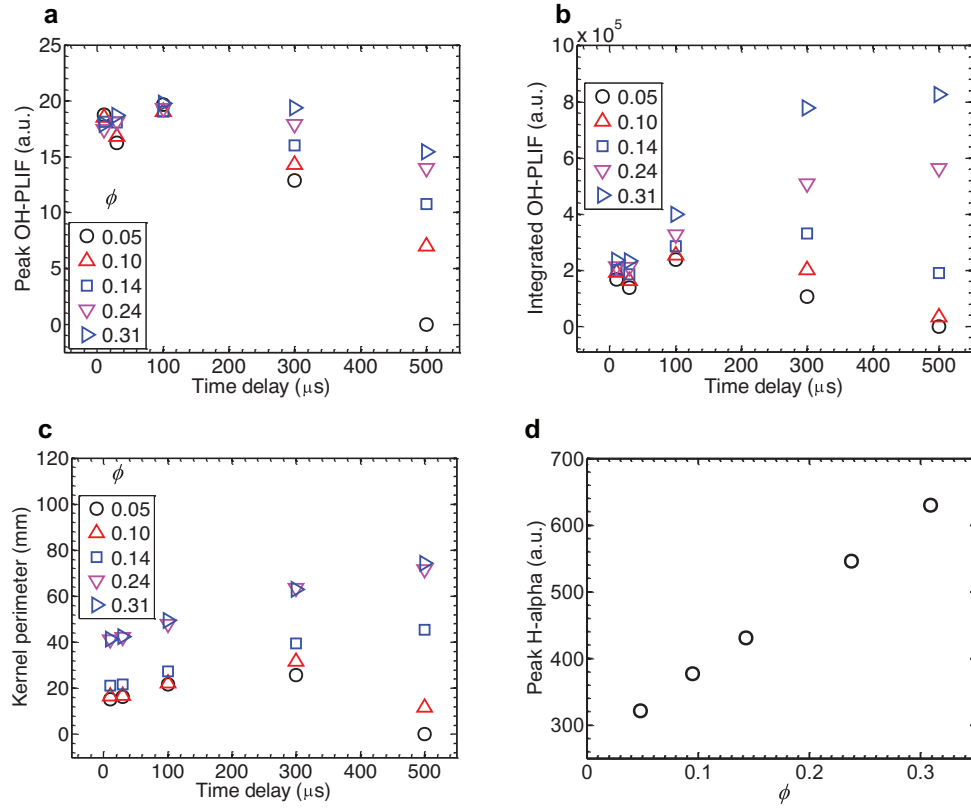 a
25
20
15
10
5
0
Peak OH-PLIF (a.u.)
ϕ
0.05
0.10
0.14
0.24
0.31
0 100 200 300 400 500
Time delay (μs)
b
× 10⁵
10
8
6
4
2
0
Integrated OH-PLIF (a.u.)
0.05
0.10
0.14
0.24
0.31
0 100 200 300 400 500
Time delay (μs)
c
120
100
80
60
40
20
0
Kernel perimeter (mm)
ϕ
0.05
0.10
0.14
0.24
0.31
0 100 200 300 400 500
Time delay (μs)
d
700
600
500
400
300
Peak H-alpha (a.u.)
0 0.1 0.2 0.3
ϕ